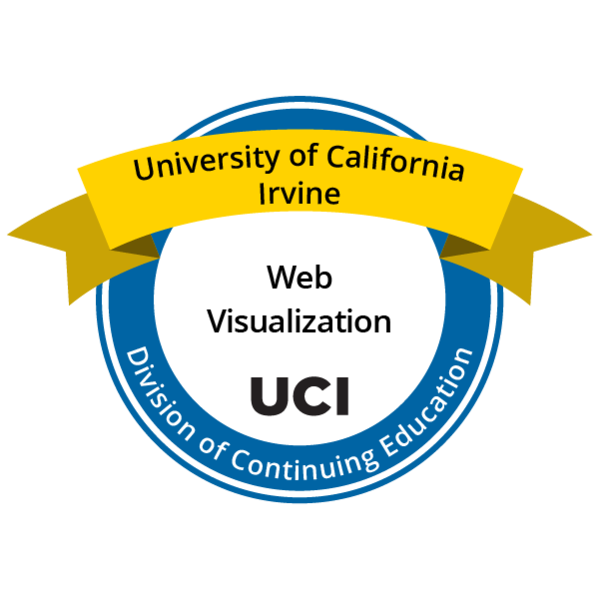 University of California
Irvine
Web
Visualization
UCI
Division of Continuing Education